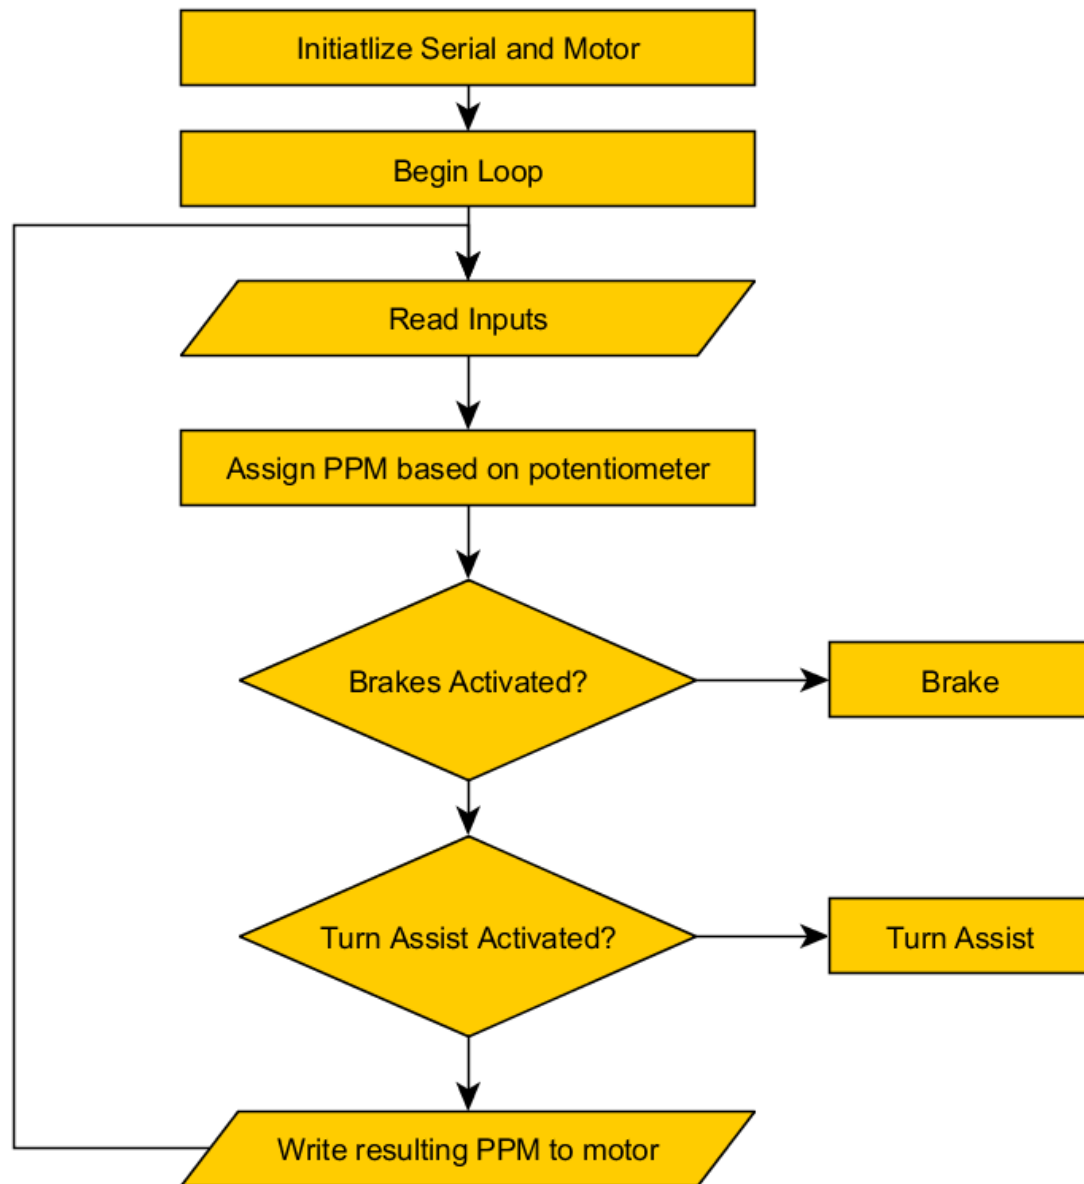 Initiatlize Serial and Motor
Begin Loop
Read Inputs
Assign PPM based on potentiometer
Brakes Activated?
Brake
Turn Assist Activated?
Turn Assist
Write resulting PPM to motor